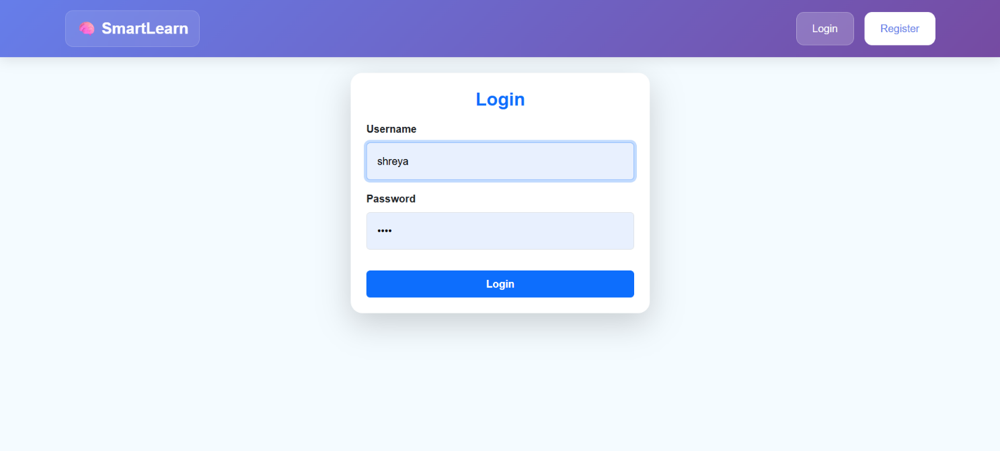 SmartLearn
Login
Register
Login
Username
shreya
Password
••••
Login